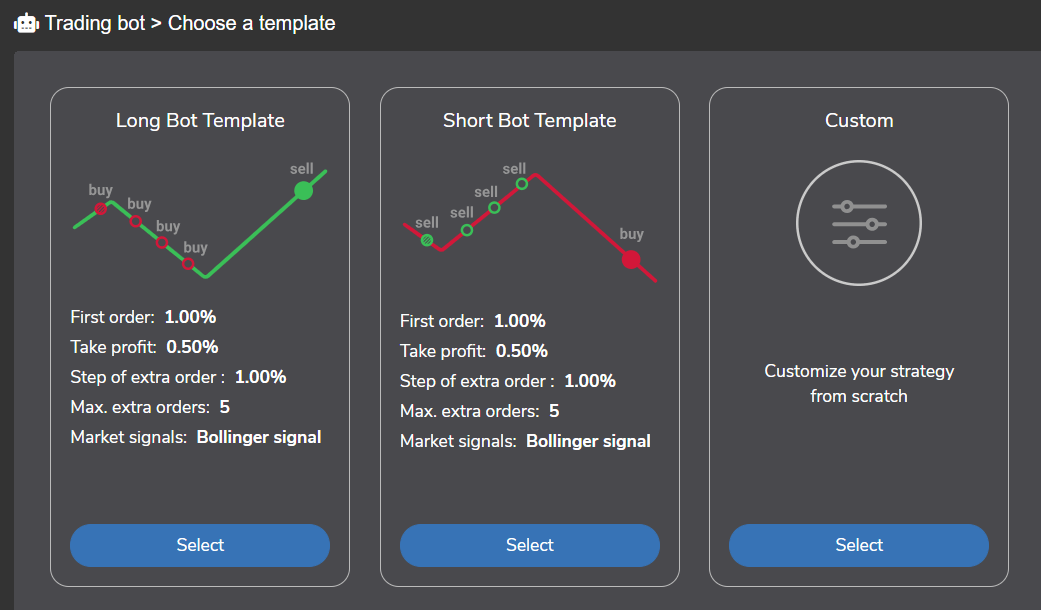 Trading bot > Choose a template
Long Bot Template
buy
buy
buy
buy
sell
First order: 1.00%
Take profit: 0.50%
Step of extra order : 1.00%
Max. extra orders: 5
Market signals: Bollinger signal
Select
Short Bot Template
sell
sell
sell
sell
buy
First order: 1.00%
Take profit: 0.50%
Step of extra order : 1.00%
Max. extra orders: 5
Market signals: Bollinger signal
Select
Custom
Customize your strategy
from scratch
Select